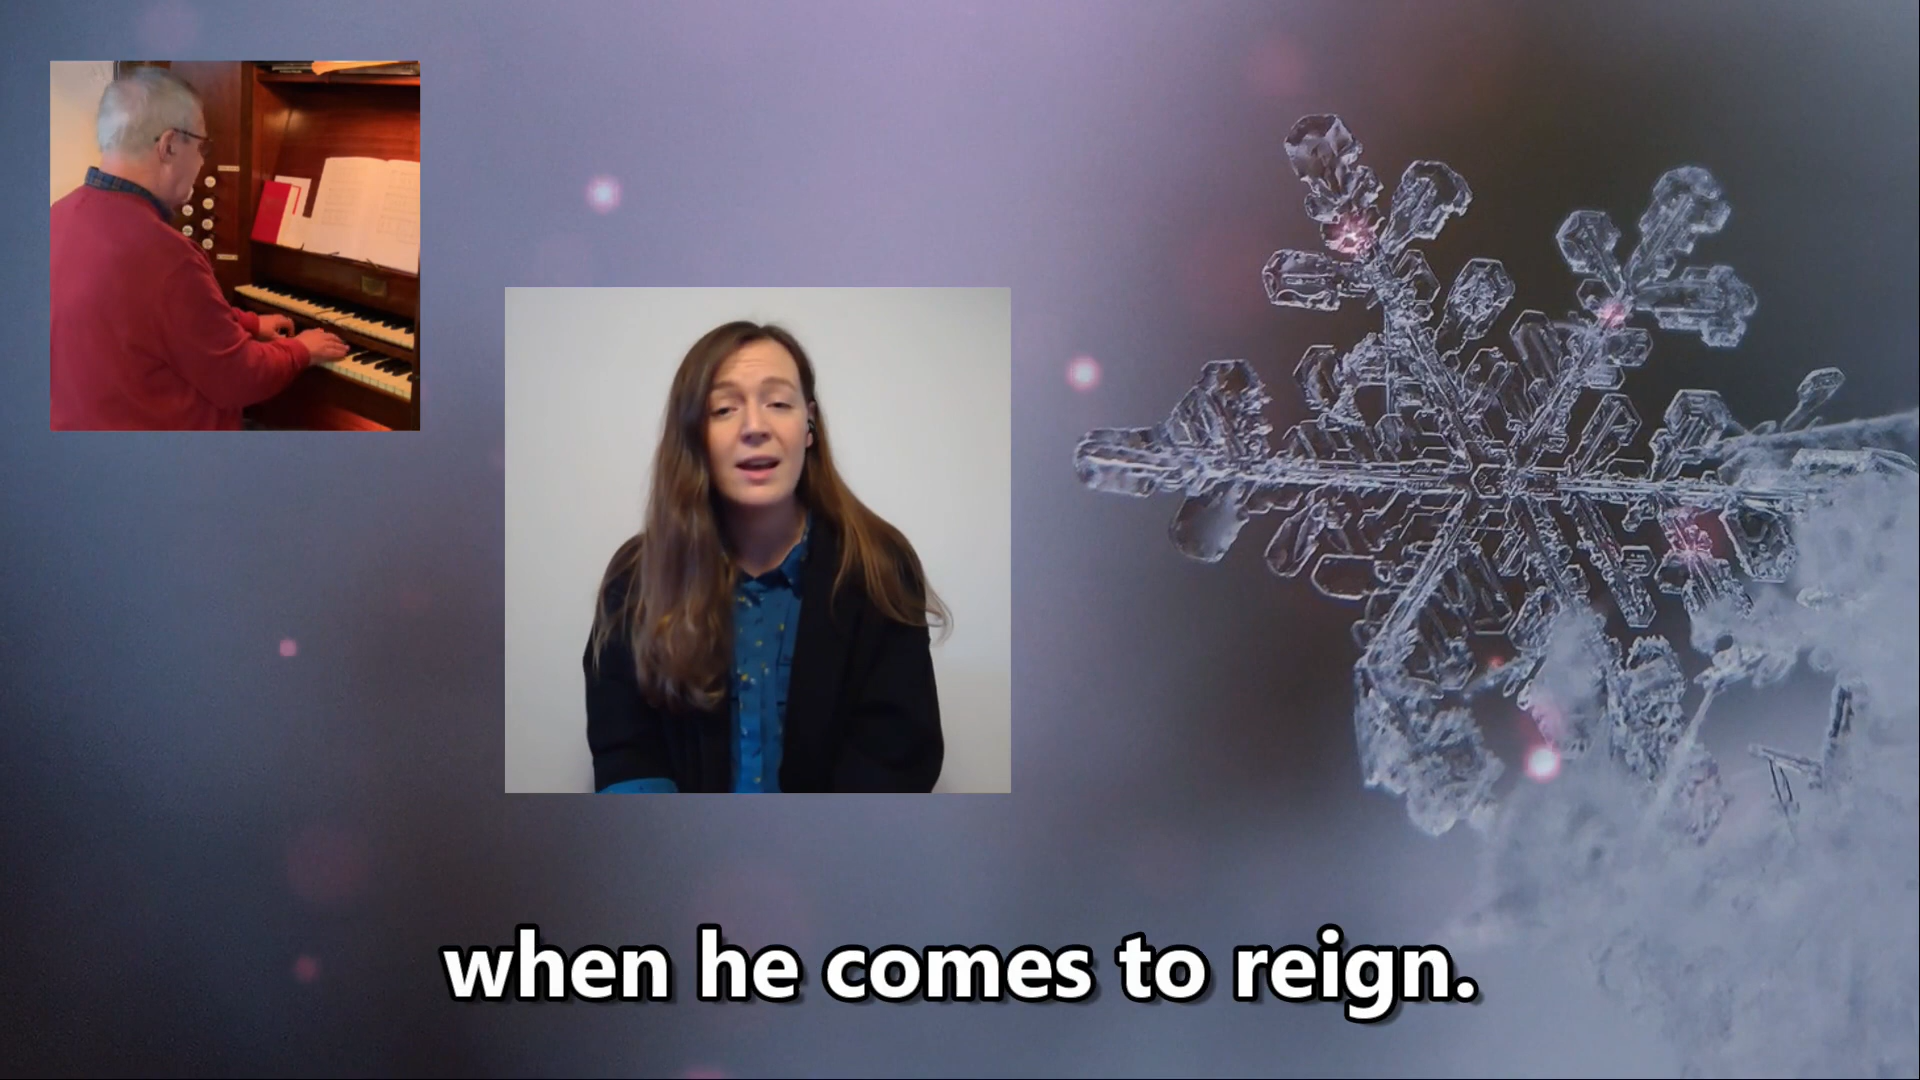 when he comes to reign.